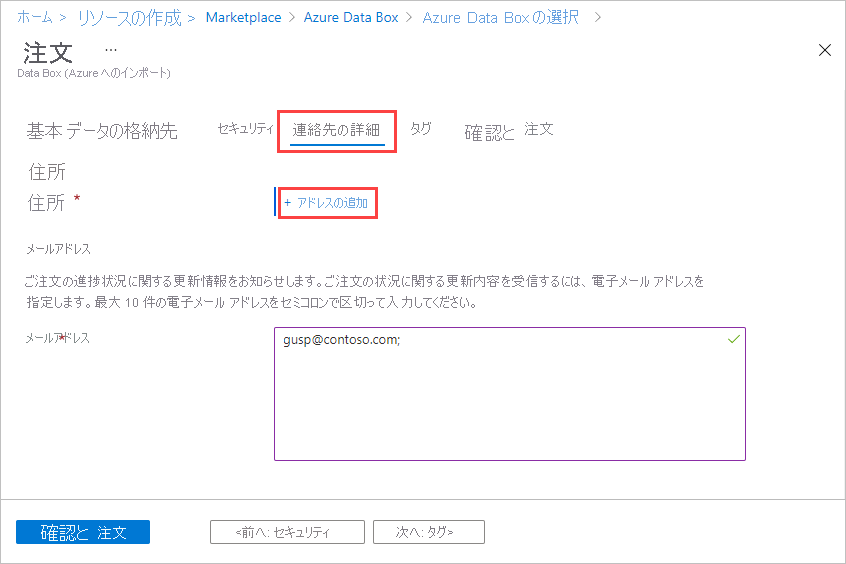 ホーム > リソースの作成 > Marketplace > Azure Data Box > Azure Data Boxの選択 >
注文 ...
Data Box (Azure へのインポート)
基本 データの格納先 セキュリティ 連絡先の詳細 タグ 確認と 注文
住所
住所 * + アドレスの追加
メールアドレス
ご注文の進捗状況に関する更新情報をお知らせします。ご注文の状況に関する更新内容を受信するには、電子メール アドレスを
指定します。最大 10 件の電子メール アドレスをセミコロンで区切って入力してください。
メールアドレス * gusp@contoso.com;
確認と 注文 <前へ: セキュリティ 次へ: タグ>